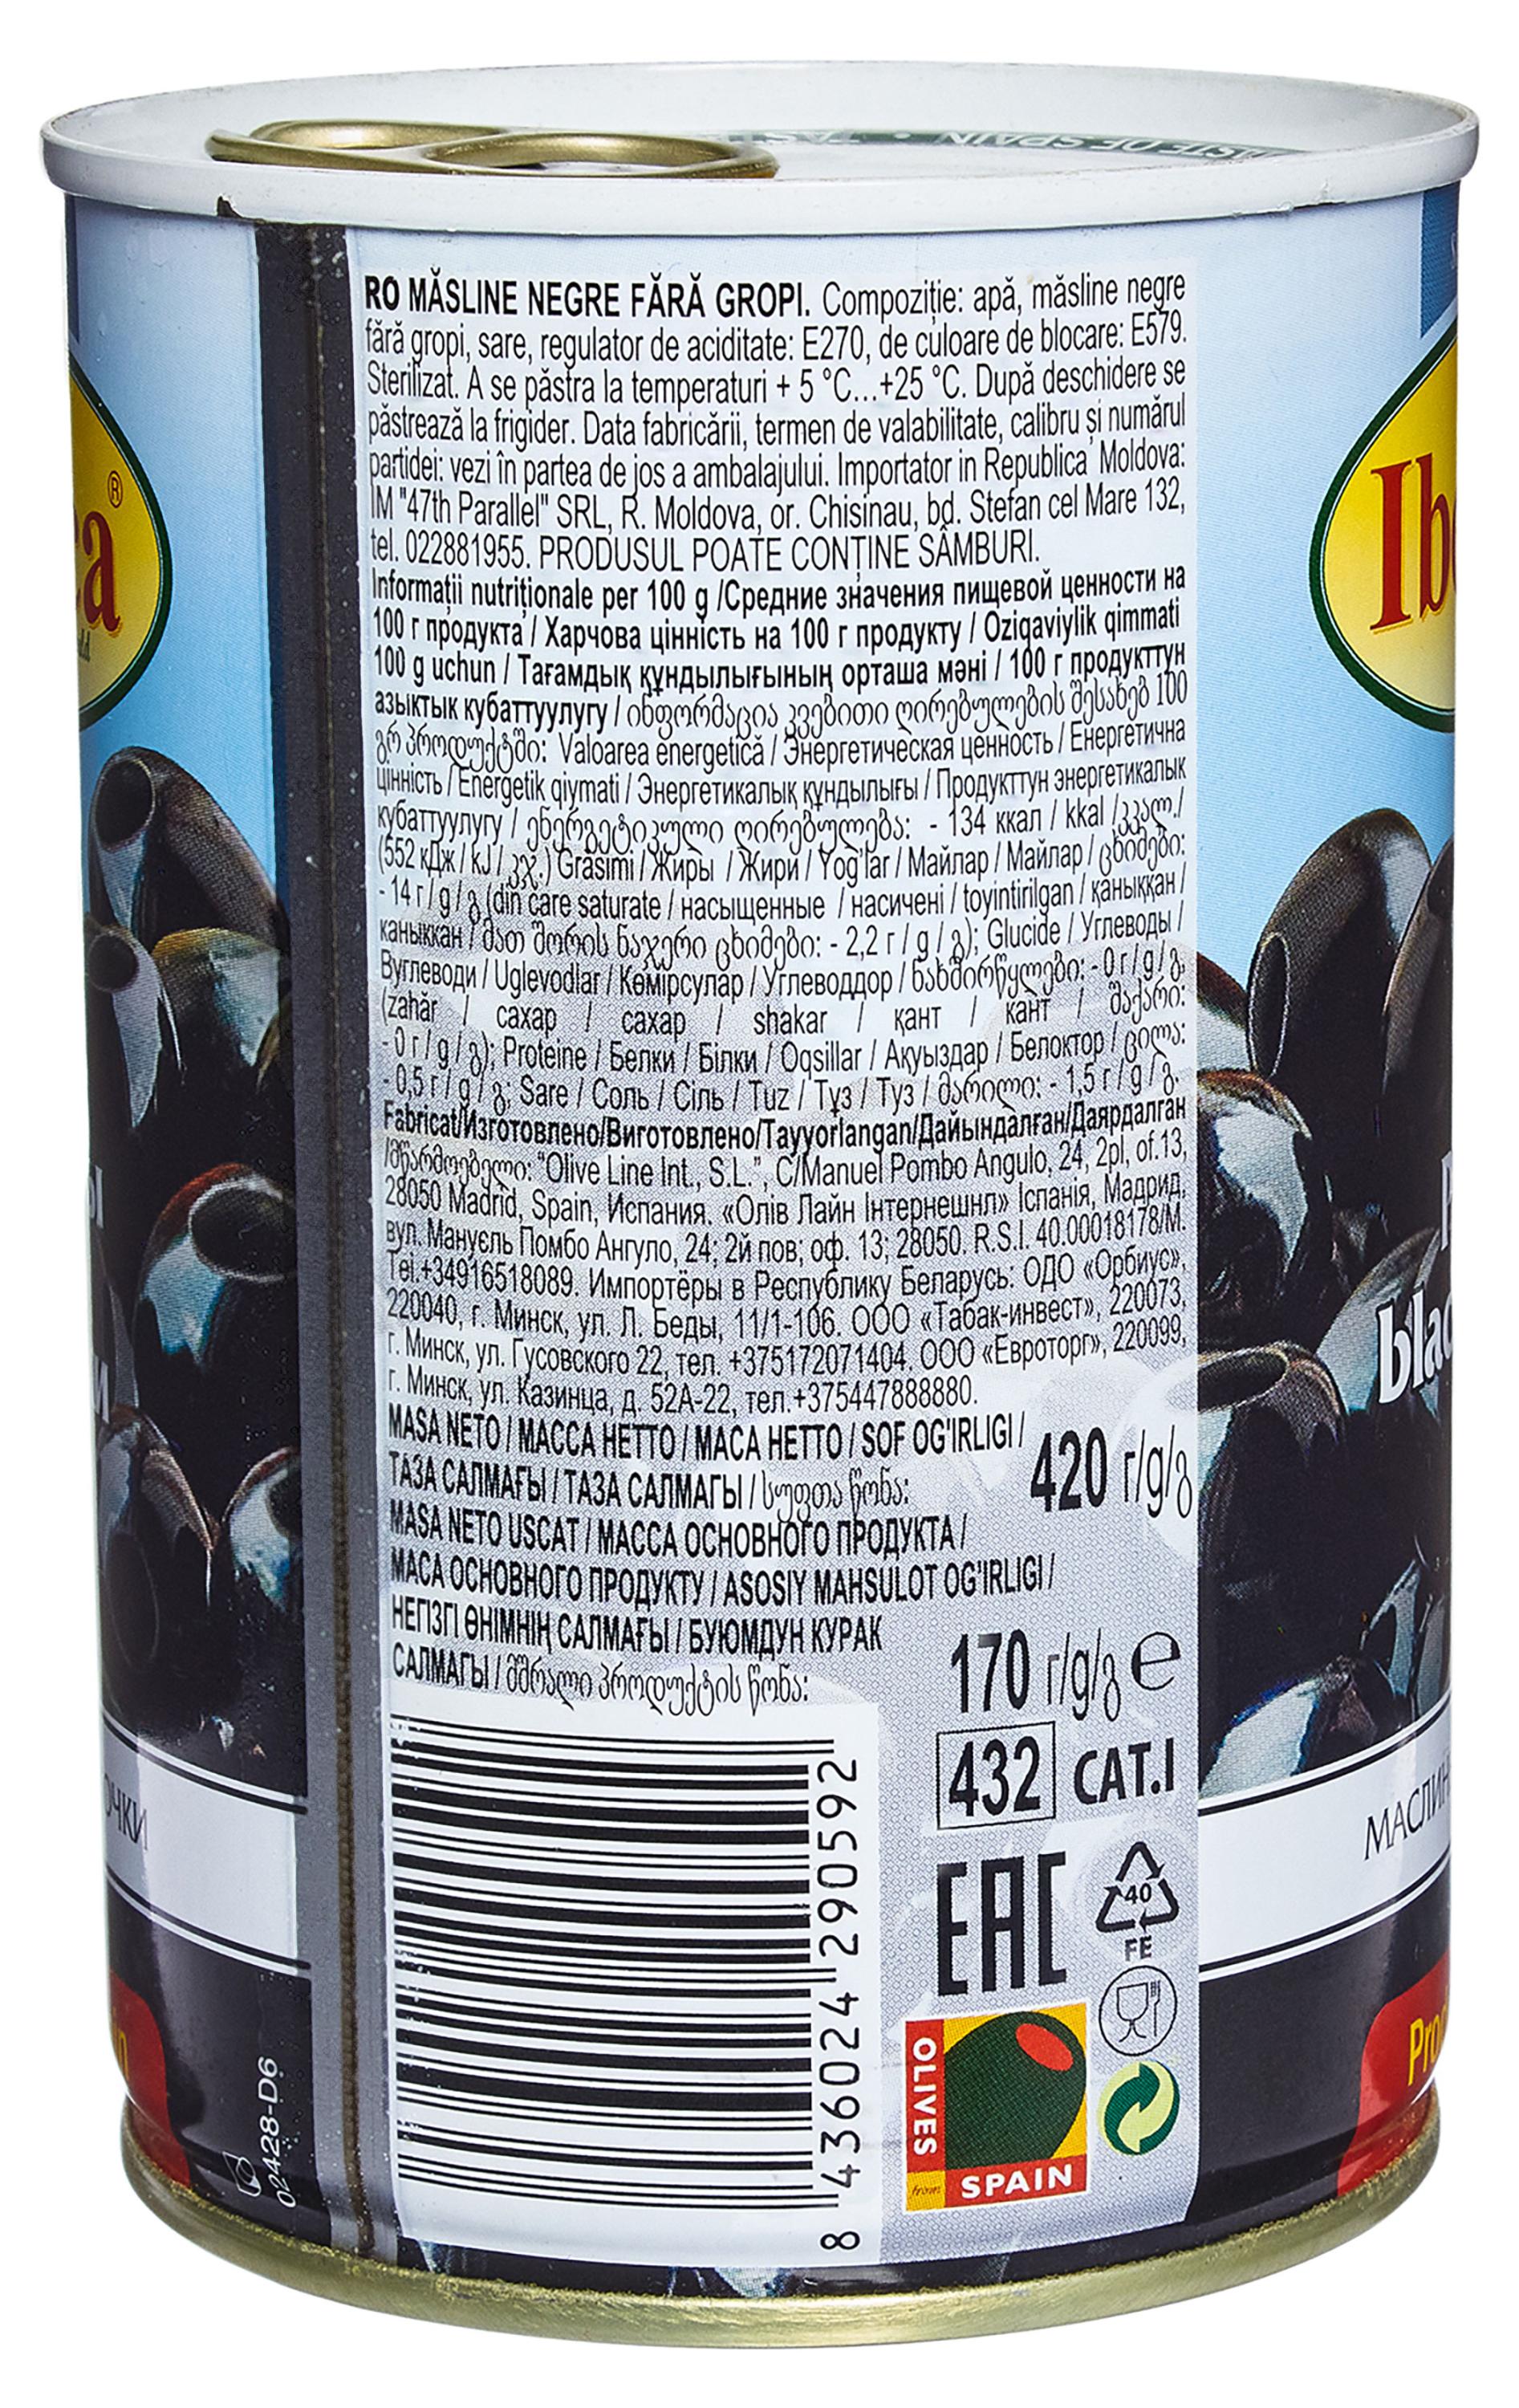 TASTE OF SPAIN • TAST
RO MĂSLINE NEGRE FĂRĂ GROPI. Compoziție: apă, măsline negre
fără gropi, sare, regulator de aciditate: E270, de culoare de blocare: E579.
Sterilizat. A se păstra la temperaturi + 5 °C...+25 °C. După deschidere se
păstrează la frigider. Data fabricării, termen de valabilitate, calibru și numărul
partidei: vezi în partea de jos a ambalajului. Importator in Republica Moldova:
IM "47th Parallel" SRL, R. Moldova, or. Chisinau, bd. Stefan cel Mare 132,
tel. 022881955. PRODUSUL POATE CONȚINE SÂMBURI.
Informații nutriționale per 100 g /Средние значения пищевой ценности на
100 г продукта / Харчова цінність на 100 г продукту / Oziqaviylik qimmati
100 g uchun / Тағамдық құндылығының орташа мәні / 100 г продукттун
азыктык кубаттуулугу / ინფორმაცია კვებითი ღირებულების შესახებ 100
გრ პროდუქტში: Valoarea energetică / Энергетическая ценность / Енергетична
цінність / Energetik qiymati / Энергетикалық құндылығы / Продукттун энергетикалык
кубаттуулугу / ენერგეტიკული ღირებულება: - 134 ккал / kkal /კკალ./
(552 кДж / kJ / კჯ.) Grăsimi / Жиры / Жири / Yog'lar / Майлар / Майлар / ცხიმები:
- 14 г / g / გ (din care saturate / насыщенные / насичені / toyintirilgan / қаныққан /
каныккан / მათ შორის ნაჯერი ცხიმები: - 2,2 г / g / გ); Glucide / Углеводы /
Вуглеводи / Uglevodlar / Көмірсулар / Углеводдор / ნახშირწყლები: - 0 г / g / გ.
(zahăr / сахар / сахар / shakar / қант / кант / შაქარი:
- 0 г / g / გ); Proteine / Белки / Білки / Oqsillar / Ақуыздар / Белоктор / ცილა:
- 0,5 г / g / გ; Sare / Соль / Сіль / Tuz / Тұз / Туз / მარილი: - 1,5 г / g / გ.
Fabricat/Изготовлено/Виготовлено/Tayyorlangan/Дайындалған/Даярдалган
/მწარმოებელი: "Olive Line Int., S.L.", C/Manuel Pombo Angulo, 24, 2pl, of.13,
28050 Madrid, Spain, Испания. «Олів Лайн Інтернешнл» Іспанія, Мадрид,
вул. Мануєль Помбо Ангуло, 24; 2й пов; оф. 13; 28050. R.S.I. 40.00018178/M.
Tel.+34916518089. Импортёры в Республику Беларусь: ОДО «Орбиус»,
220040, г. Минск, ул. Л. Беды, 11/1-106. ООО «Табак-инвест», 220073,
г. Минск, ул. Гусовского 22, тел. +375172071404. ООО «Евроторг», 220099,
г. Минск, ул. Казинца, д. 52А-22, тел.+375447888880.
MASA NETO / МАССА НЕТТО / МАСА НЕТТО / SOF OG'IRLIGI /
ТАЗА САЛМАҒЫ / ТАЗА САЛМАГЫ / სუფთა წონა:
420 г/g/გ
MASA NETO USCAT / МАССА ОСНОВНОГО ПРОДУКТА /
МАСА ОСНОВНОГО ПРОДУКТУ / ASOSIY MAHSULOT OG'IRLIGI /
НЕГІЗГІ ӨНІМНІҢ САЛМАҒЫ / БУЮМДУН КУРАК
САЛМАГЫ / მშრალი პროდუქტის წონა:
170 г/g/გ e
432 CAT.I
EAC
40
FE
OLIVES
from SPAIN
8 436024 290592
02428-D6
®
ca
Ib
blac
МАСЛИН
ОЧКИ
Pro
in